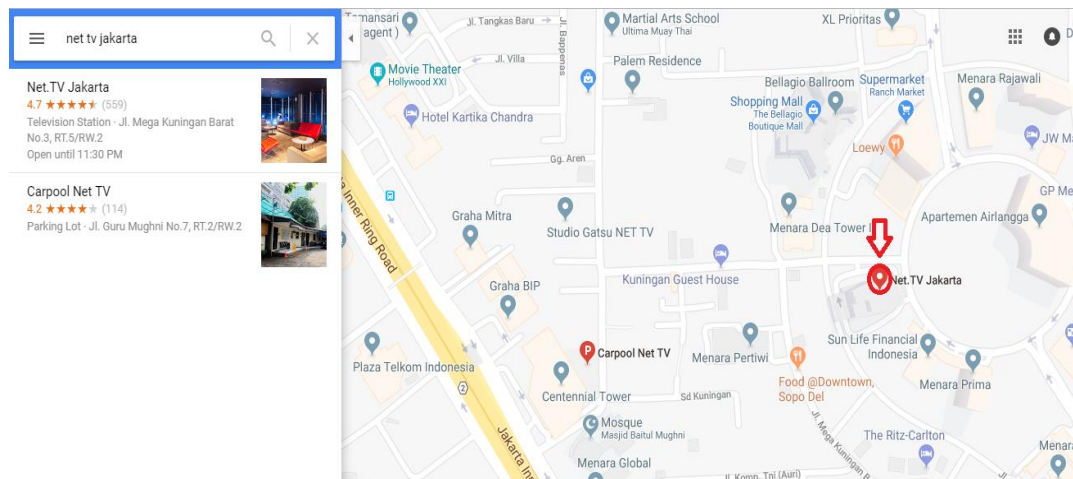 net tv jakarta
Net.TV Jakarta
4.7 (559)
Television Station · Jl. Mega Kuningan Barat
No.3, RT.5/RW.2
Open until 11:30 PM
Carpool Net TV
4.2 (114)
Parking Lot · Jl. Guru Mughni No.7, RT.2/RW.2
Tamansari
agent )
Jl. Tangkas Baru
Jl. Bappenas
Martial Arts School
Ultima Muay Thai
XL Prioritas
D
Jl. Villa
Movie Theater
Hollywood XXI
Palem Residence
Bellagio Ballroom
Supermarket
Ranch Market
Menara Rajawali
Shopping Mall
The Bellagio
Boutique Mall
Hotel Kartika Chandra
Loewy
JW Ma
Gg. Aren
GP Me
Graha Mitra
Studio Gatsu NET TV
Menara Dea Tower
Apartemen Airlangga
a Inner Ring Road
Kuningan Guest House
Net.TV Jakarta
Graha BIP
Sun Life Financial
Indonesia
P
Carpool Net TV
Menara Pertiwi
Plaza Telkom Indonesia
2
Food @Downtown,
Sopo Del
Menara Prima
Centennial Tower
Sd Kuningan
Mosque
Masjid Baitul Mughni
Jl. Mega Kuningan
The Ritz-Carlton
Jakarta Inn
Menara Global
Menar
Jl. Komp. Tni (Auri)